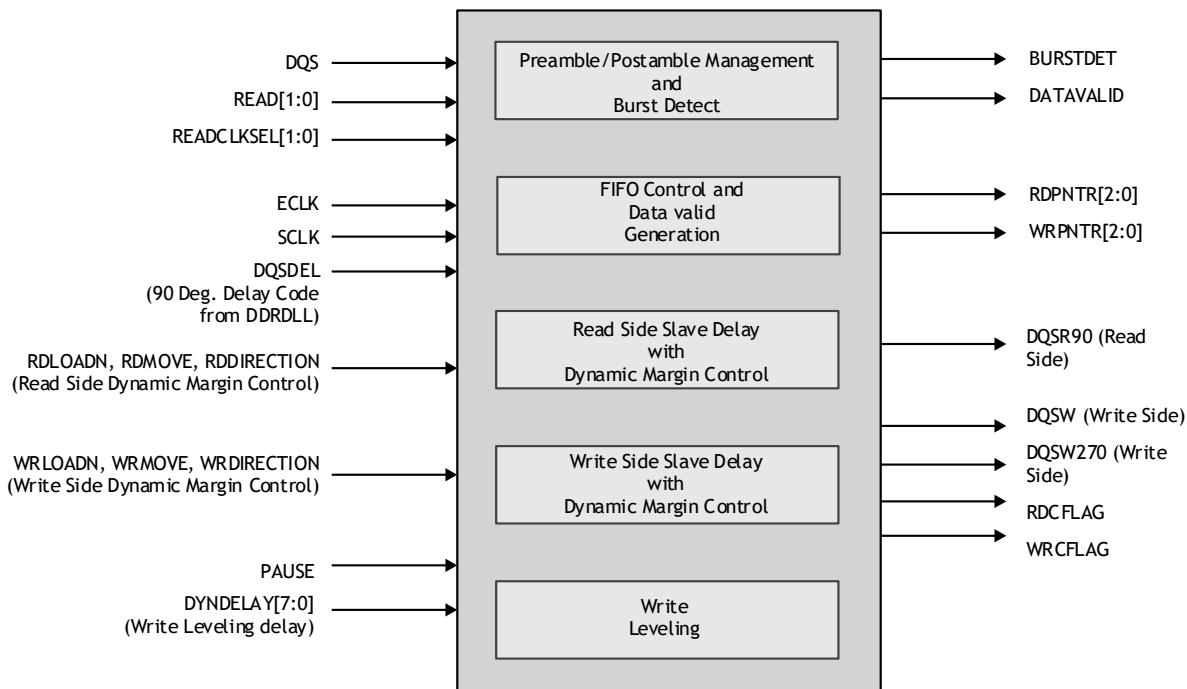 DQS
READ[1:0]
READCLKSEL[1:0]
ECLK
SCLK
DQSDEL
(90 Deg. Delay Code
from DDRDLL)
RDLOADN, RDMOVE, RDDIRECTION
(Read Side Dynamic Margin Control)
WRLOADN, WRMOVE, WRDIRECTION
(Write Side Dynamic Margin Control)
PAUSE
DYNDELAY[7:0]
(Write Leveling delay)
Preamble/Postamble Management
and
Burst Detect
FIFO Control and
Data valid
Generation
Read Side Slave Delay
with
Dynamic Margin Control
Write Side Slave Delay
with
Dynamic Margin Control
Write
Leveling
BURSTDET
DATAVALID
RDPNTR[2:0]
WRPNTR[2:0]
DQSR90 (Read
Side)
DQSW (Write Side)
DQSW270 (Write
Side)
RDCFLAG
WRCFLAG